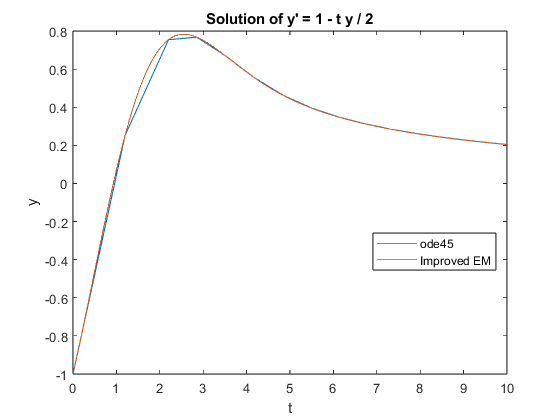 Solution of y' = 1 - t y / 2
0.8
0.6
0.4
0.2
0
-0.2
-0.4
-0.6
-0.8
-1
y
ode45
Improved EM
0 1 2 3 4 5 6 7 8 9 10
t